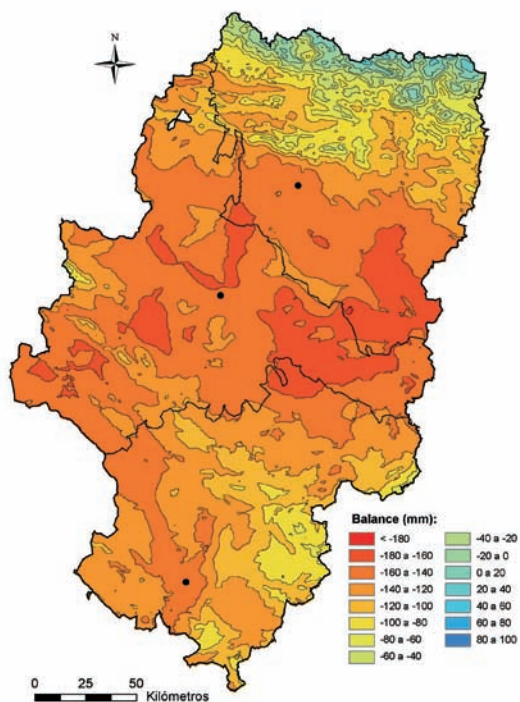 N
Balance (mm):
< -180
-180 a -160
-160 a -140
-140 a -120
-120 a -100
-100 a -80
-80 a -60
-60 a -40
-40 a -20
-20 a 0
0 a 20
20 a 40
40 a 60
60 a 80
80 a 100
0 25 50
Kilómetros